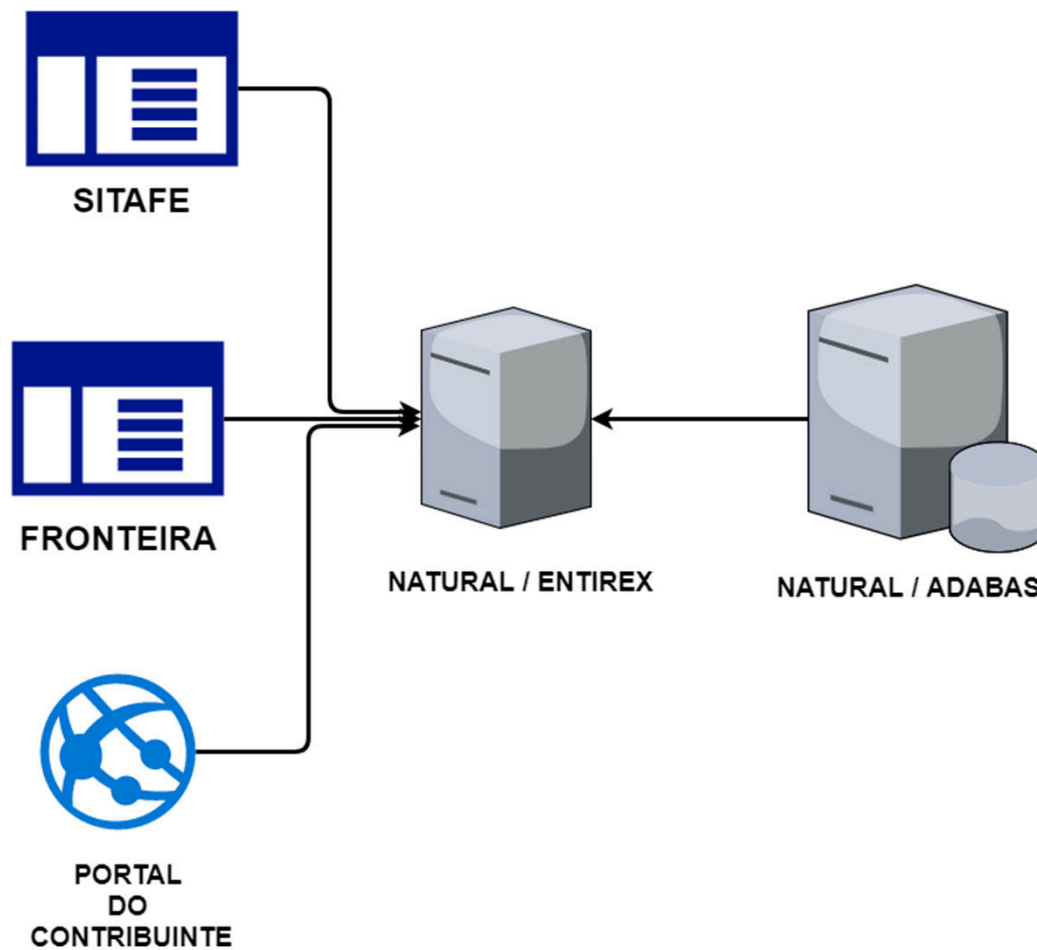 SITAFE
FRONTEIRA
NATURAL / ENTIREX
NATURAL / ADABAS
PORTAL
DO
CONTRIBUINTE